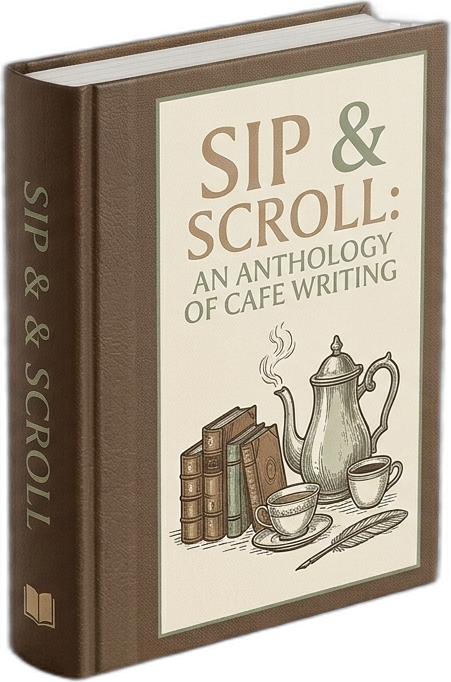 SIP & & SCROLL
SIP &
SCROLL:
AN ANTHOLOGY
OF CAFE WRITING